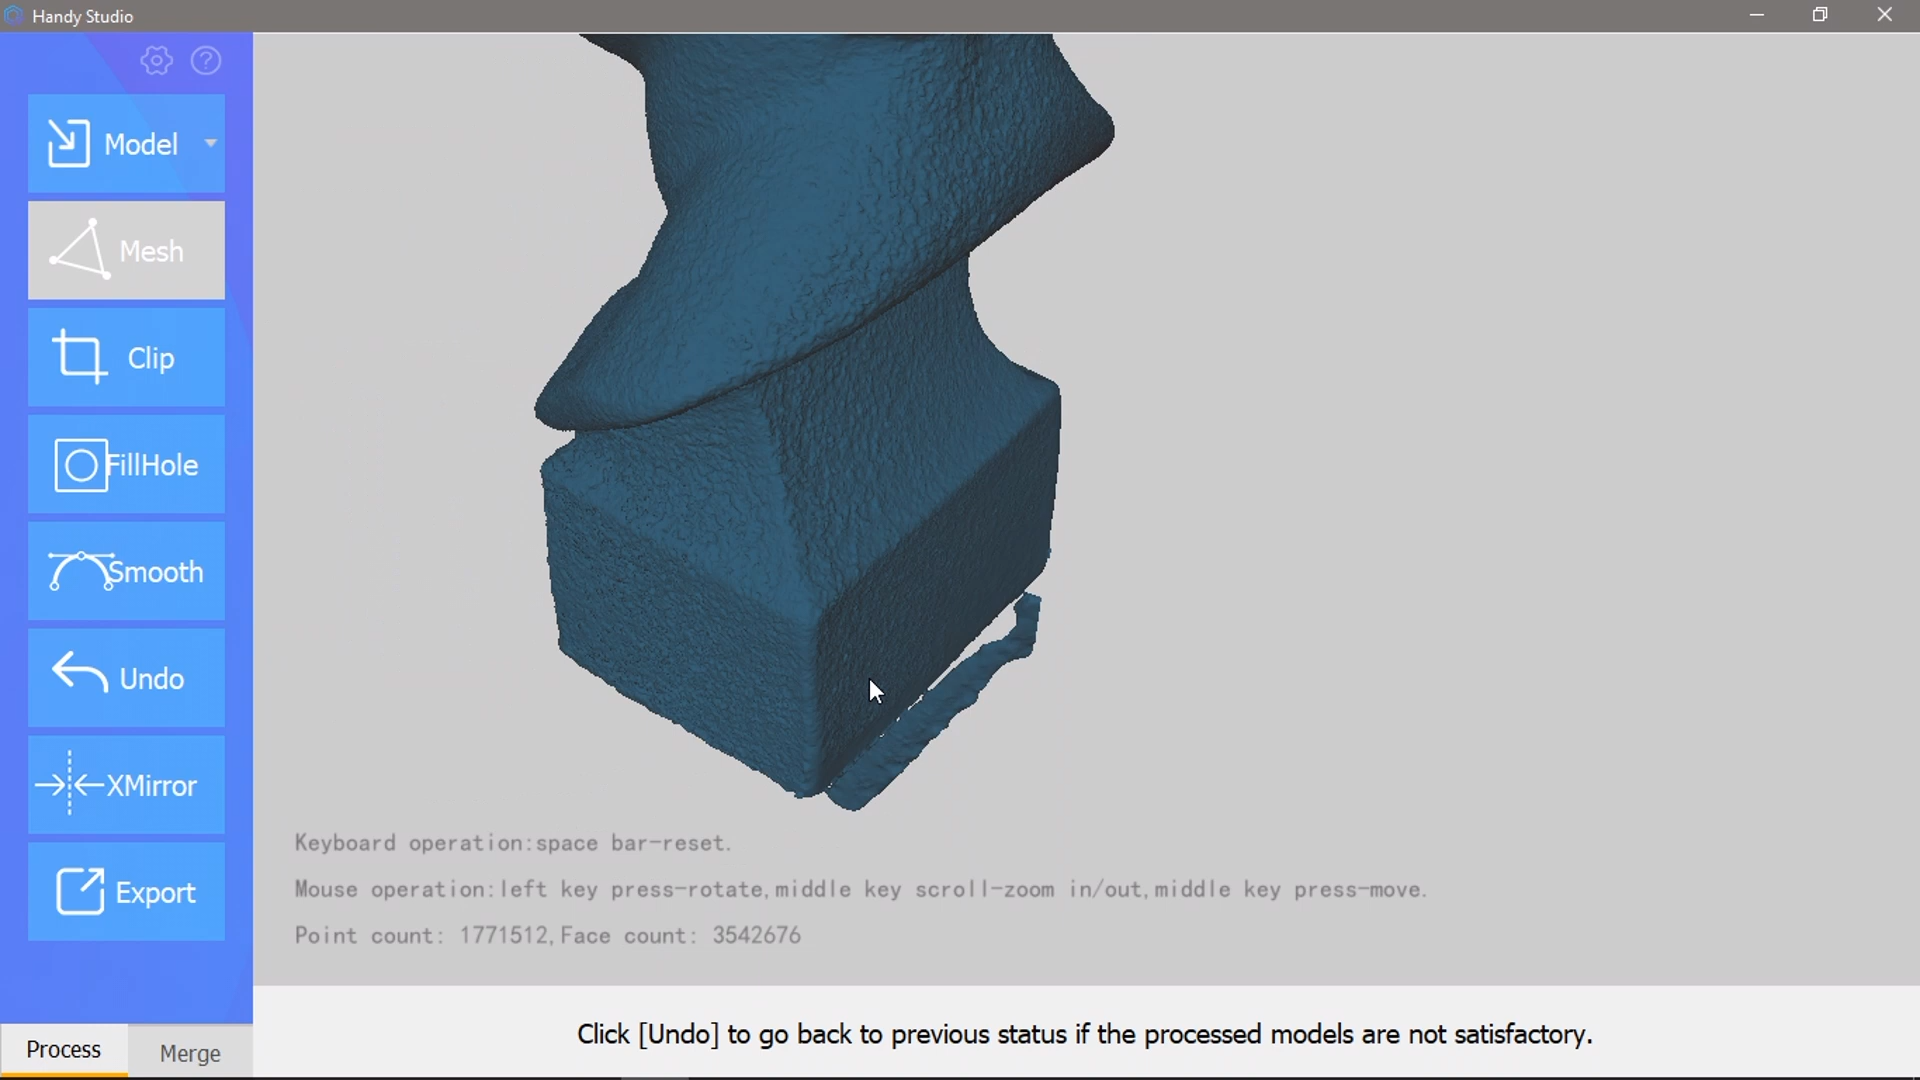 Handy Studio
Model
Mesh
Clip
FillHole
Smooth
Undo
XMirror
Export
Keyboard operation:space bar-reset.
Mouse operation:left key press-rotate,middle key scroll-zoom in/out,middle key press-move.
Point count: 1771512,Face count: 3542676
Process
Merge
Click [Undo] to go back to previous status if the processed models are not satisfactory.